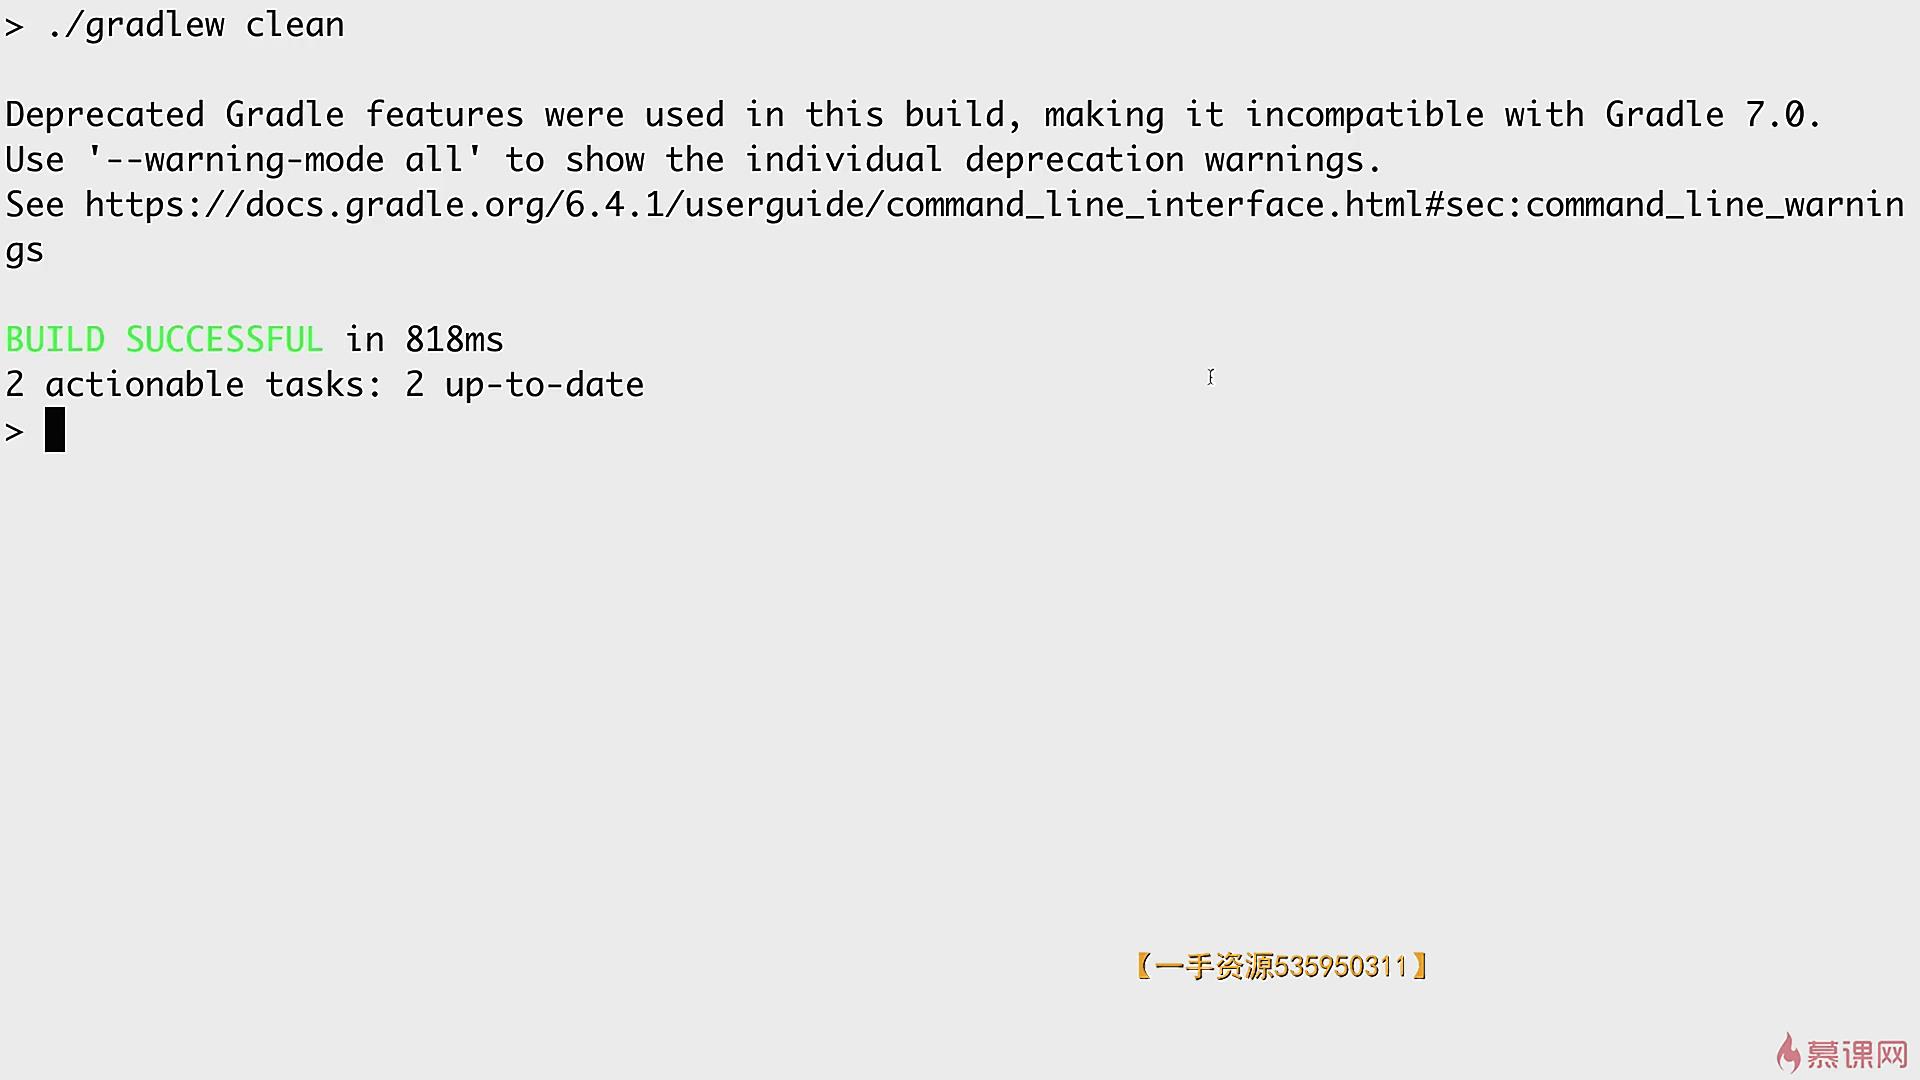 > ./gradlew clean
Deprecated Gradle features were used in this build, making it incompatible with Gradle 7.0.
Use '--warning-mode all' to show the individual deprecation warnings.
See https://docs.gradle.org/6.4.1/userguide/command_line_interface.html#sec:command_line_warnin
gs
BUILD SUCCESSFUL in 818ms
2 actionable tasks: 2 up-to-date
>
【一手资源535950311】
慕课网